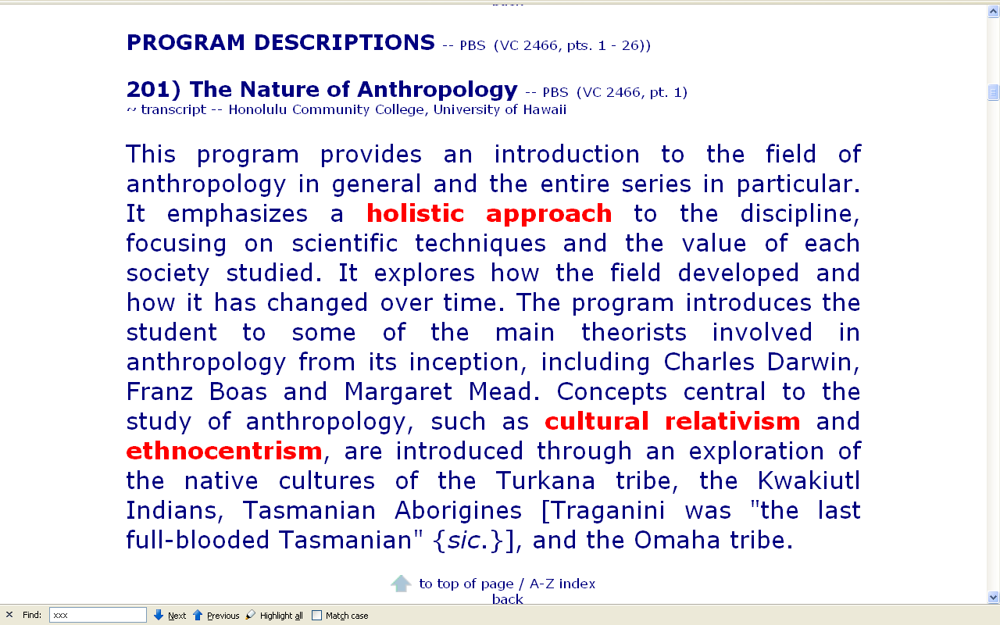 back
PROGRAM DESCRIPTIONS -- PBS (VC 2466, pts. 1 - 26))
201) The Nature of Anthropology -- PBS (VC 2466, pt. 1)
~ transcript -- Honolulu Community College, University of Hawaii
This program provides an introduction to the field of
anthropology in general and the entire series in particular.
It emphasizes a holistic approach to the discipline,
focusing on scientific techniques and the value of each
society studied. It explores how the field developed and
how it has changed over time. The program introduces the
student to some of the main theorists involved in
anthropology from its inception, including Charles Darwin,
Franz Boas and Margaret Mead. Concepts central to the
study of anthropology, such as cultural relativism and
ethnocentrism, are introduced through an exploration of
the native cultures of the Turkana tribe, the Kwakiutl
Indians, Tasmanian Aborigines [Traganini was "the last
full-blooded Tasmanian" {sic.}], and the Omaha tribe.
to top of page / A-Z index
back
Find: xxx Next Previous Highlight all Match case